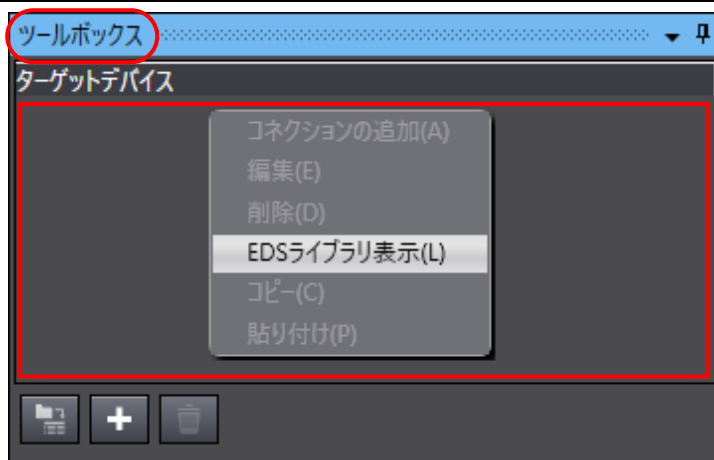 ツールボックス
ターゲットデバイス
コネクションの追加(A)
編集(E)
削除(D)
EDSライブラリ表示(L)
コピー(C)
貼り付け(P)